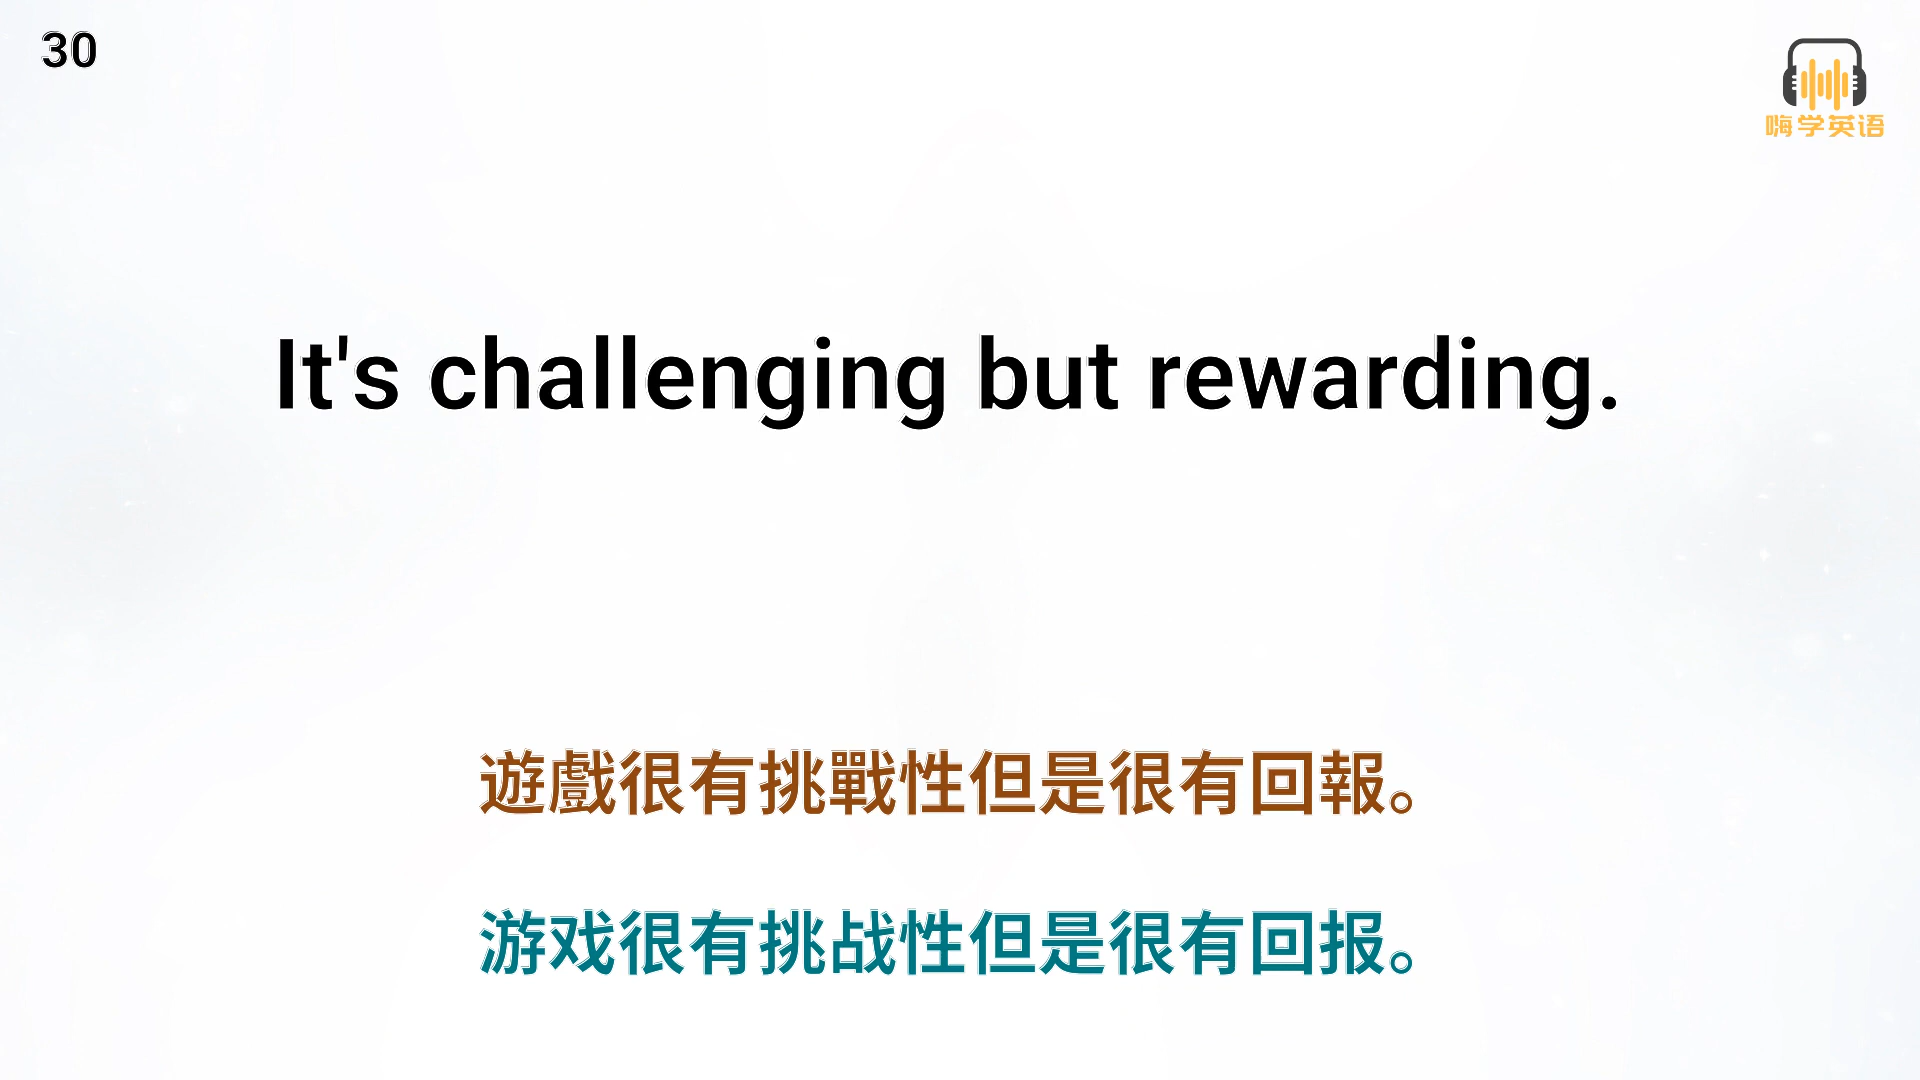 30
嗨学英语
It's challenging but rewarding.
遊戲很有挑戰性但是很有回報。
游戏很有挑战性但是很有回报。